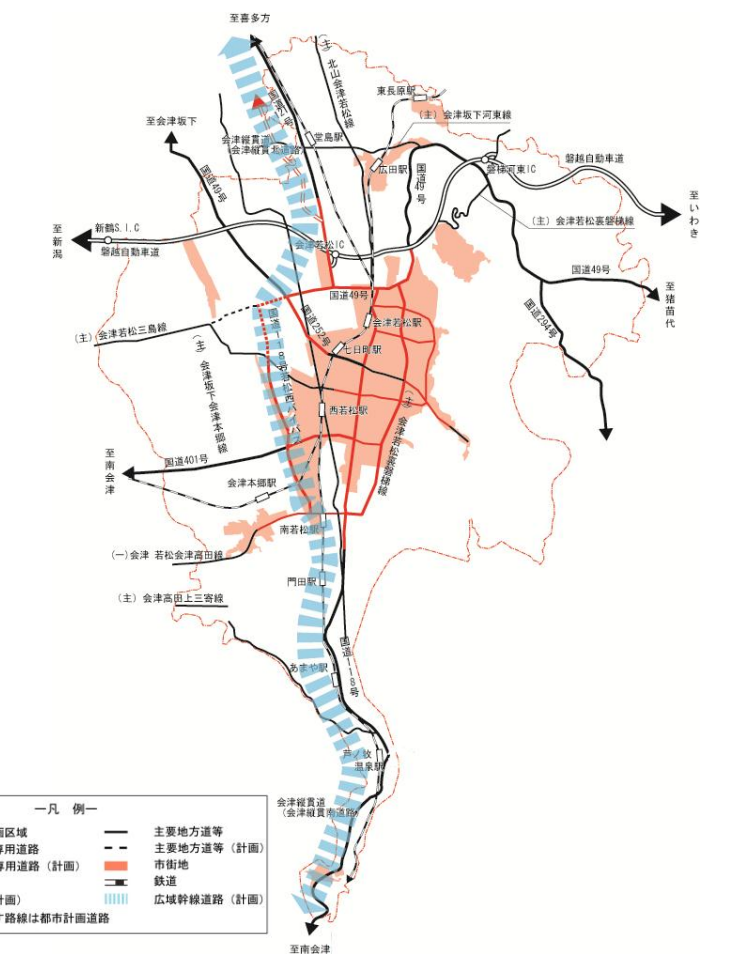 至喜多方
(主)北山会津若松線
東長原駅
(主)会津坂下河東線
至会津坂下
会津縦貫道
(会津縦貫北道路)
堂島駅
広田駅
国道49号
国道49号
磐梯河東IC
磐越自動車道
至いわき
(主)会津若松裏磐梯線
至新潟
新鶴S.I.C
磐越自動車道
会津若松IC
国道49号
国道49号
至猪苗代
国道294号
国道252号
会津若松駅
七日町駅
(主)会津若松三島線
(主)会津坂下会津本郷線
西若松駅
(主)会津若松裏磐梯線
至南会津
国道401号
会津本郷駅
南若松駅
(一)会津 若松会津高田線
門田駅
(主)会津高田上三寄線
国道118号
あまや駅
芦ノ牧
温泉駅
会津縦貫道
(会津縦貫南道路)
至南会津
―凡 例―
画区域
主要地方道等
専用道路
主要地方道等(計画)
専用道路(計画)
市街地
鉄道
計画)
広域幹線道路(計画)
す路線は都市計画道路